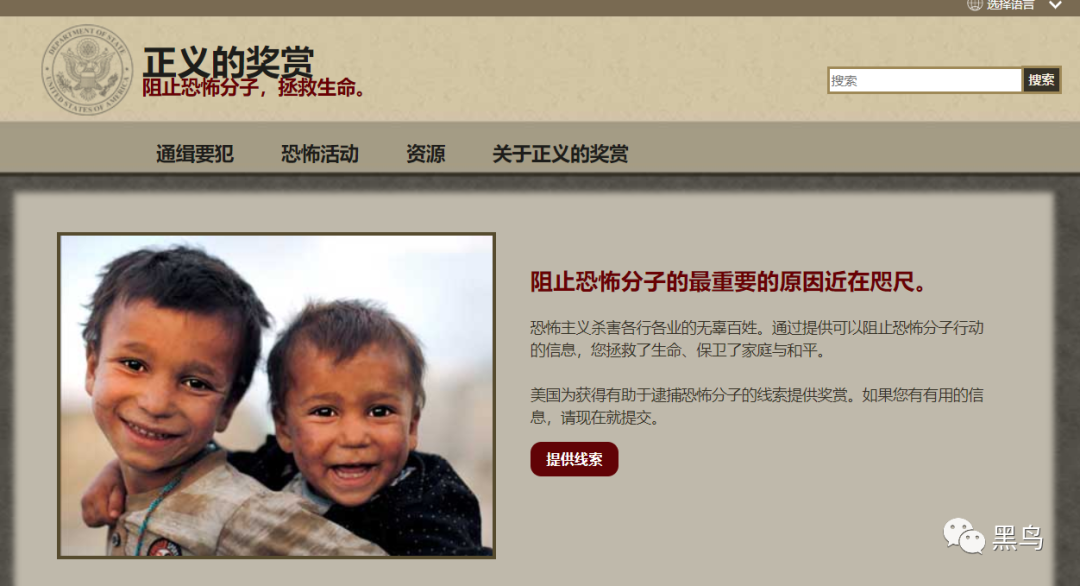 选择语言
DEPARTMENT OF STATE
UNITED STATES OF AMERICA
正义的奖赏
阻止恐怖分子，拯救生命。
搜索 搜索
通缉要犯 恐怖活动 资源 关于正义的奖赏
阻止恐怖分子的最重要的原因近在咫尺。
恐怖主义杀害各行各业的无辜百姓。通过提供可以阻止恐怖分子行动
的信息，您拯救了生命、保卫了家庭与和平。
美国为获得有助于逮捕恐怖分子的线索提供奖赏。如果您有有用的信
息，请现在就提交。
提供线索
黑鸟